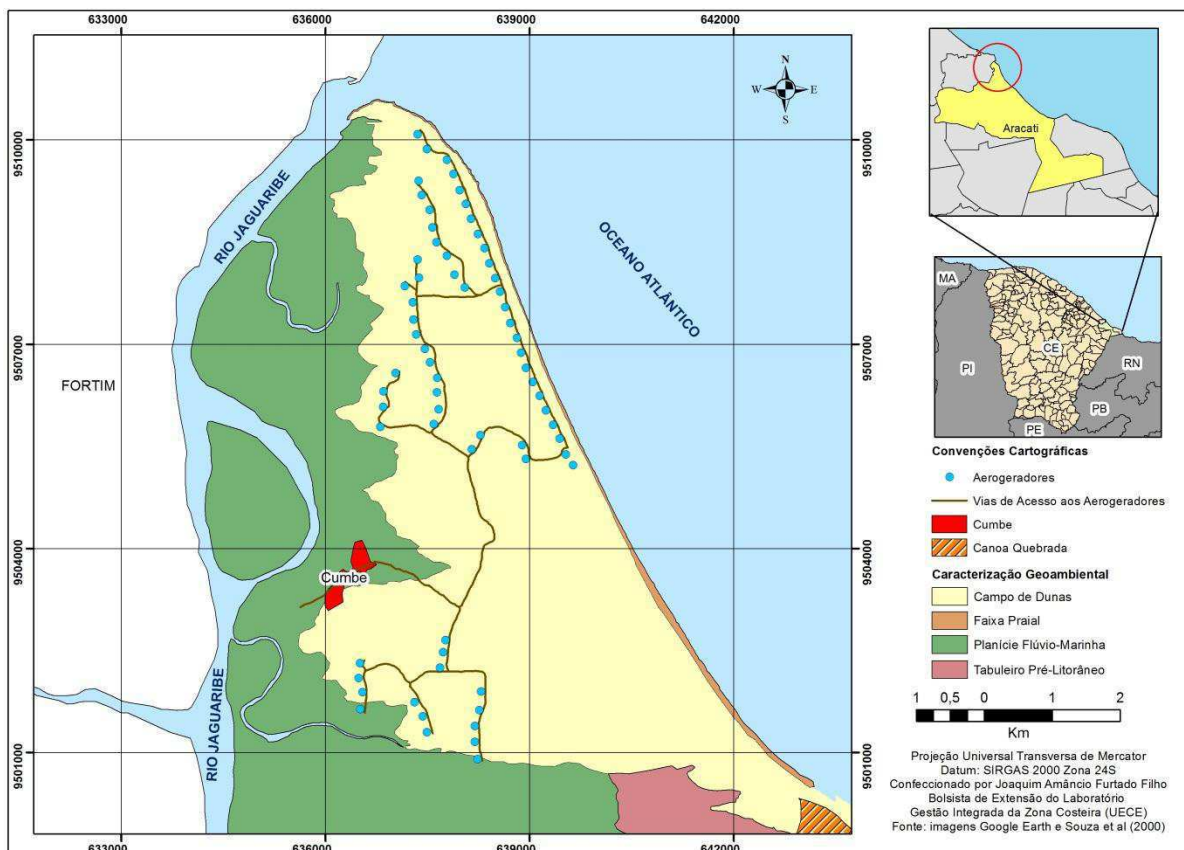 633000
636000
639000
642000
N
W
E
S
9510000
9510000
RIO JAGUARIBE
OCEANO ATLÂNTICO
9507000
9507000
FORTIM
9504000
9504000
Cumbe
RIO JAGUARIBE
9501000
9501000
633000
636000
639000
642000
Aracati
MA
CE
PI
RN
PB
PE
Convenções Cartográficas
Aerogeradores
Vias de Acesso aos Aerogeradores
Cumbe
Canoa Quebrada
Caracterização Geoambiental
Campo de Dunas
Faixa Praial
Planície Flúvio-Marinha
Tabuleiro Pré-Litorâneo
1 0,5 0 1 2
Km
Projeção Universal Transversa de Mercator
Datum: SIRGAS 2000 Zona 24S
Confeccionado por Joaquim Amâncio Furtado Filho
Bolsista de Extensão do Laboratório
Gestão Integrada da Zona Costeira (UECE)
Fonte: imagens Google Earth e Souza et al (2000)